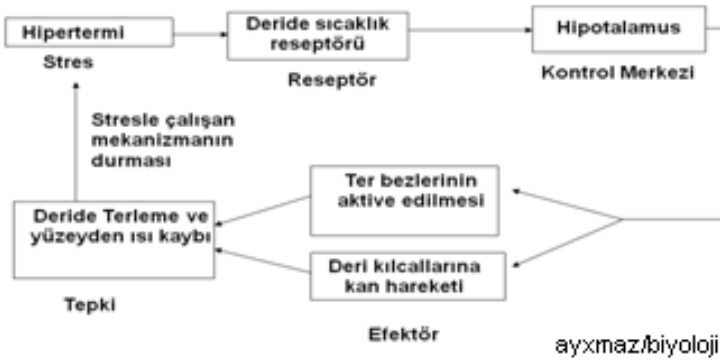 Hipertermi
Stres
Deride sıcaklık
reseptörü
Reseptör
Hipotalamus
Kontrol Merkezi
Stresle çalışan
mekanizmanın
durması
Ter bezlerinin
aktive edilmesi
Deri kılcallarına
kan hareketi
Efektör
Deride Terleme ve
yüzeyden ısı kaybı
Tepki
ayxmaz/biyoloji